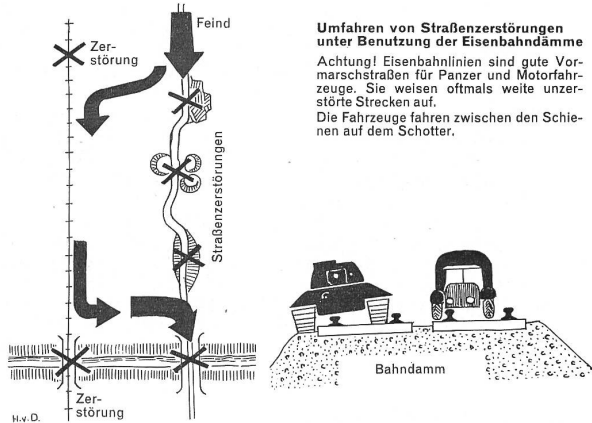 Feind
Zer-
störung
Straßenzerstörungen
Zer-
störung
H.v.D.
Umfahren von Straßenzerstörungen
unter Benutzung der Eisenbahndämme
Achtung! Eisenbahnlinien sind gute Vor-
marschstraßen für Panzer und Motorfahr-
zeuge. Sie weisen oftmals weite unzer-
störte Strecken auf.
Die Fahrzeuge fahren zwischen den Schie-
nen auf dem Schotter.
Bahndamm